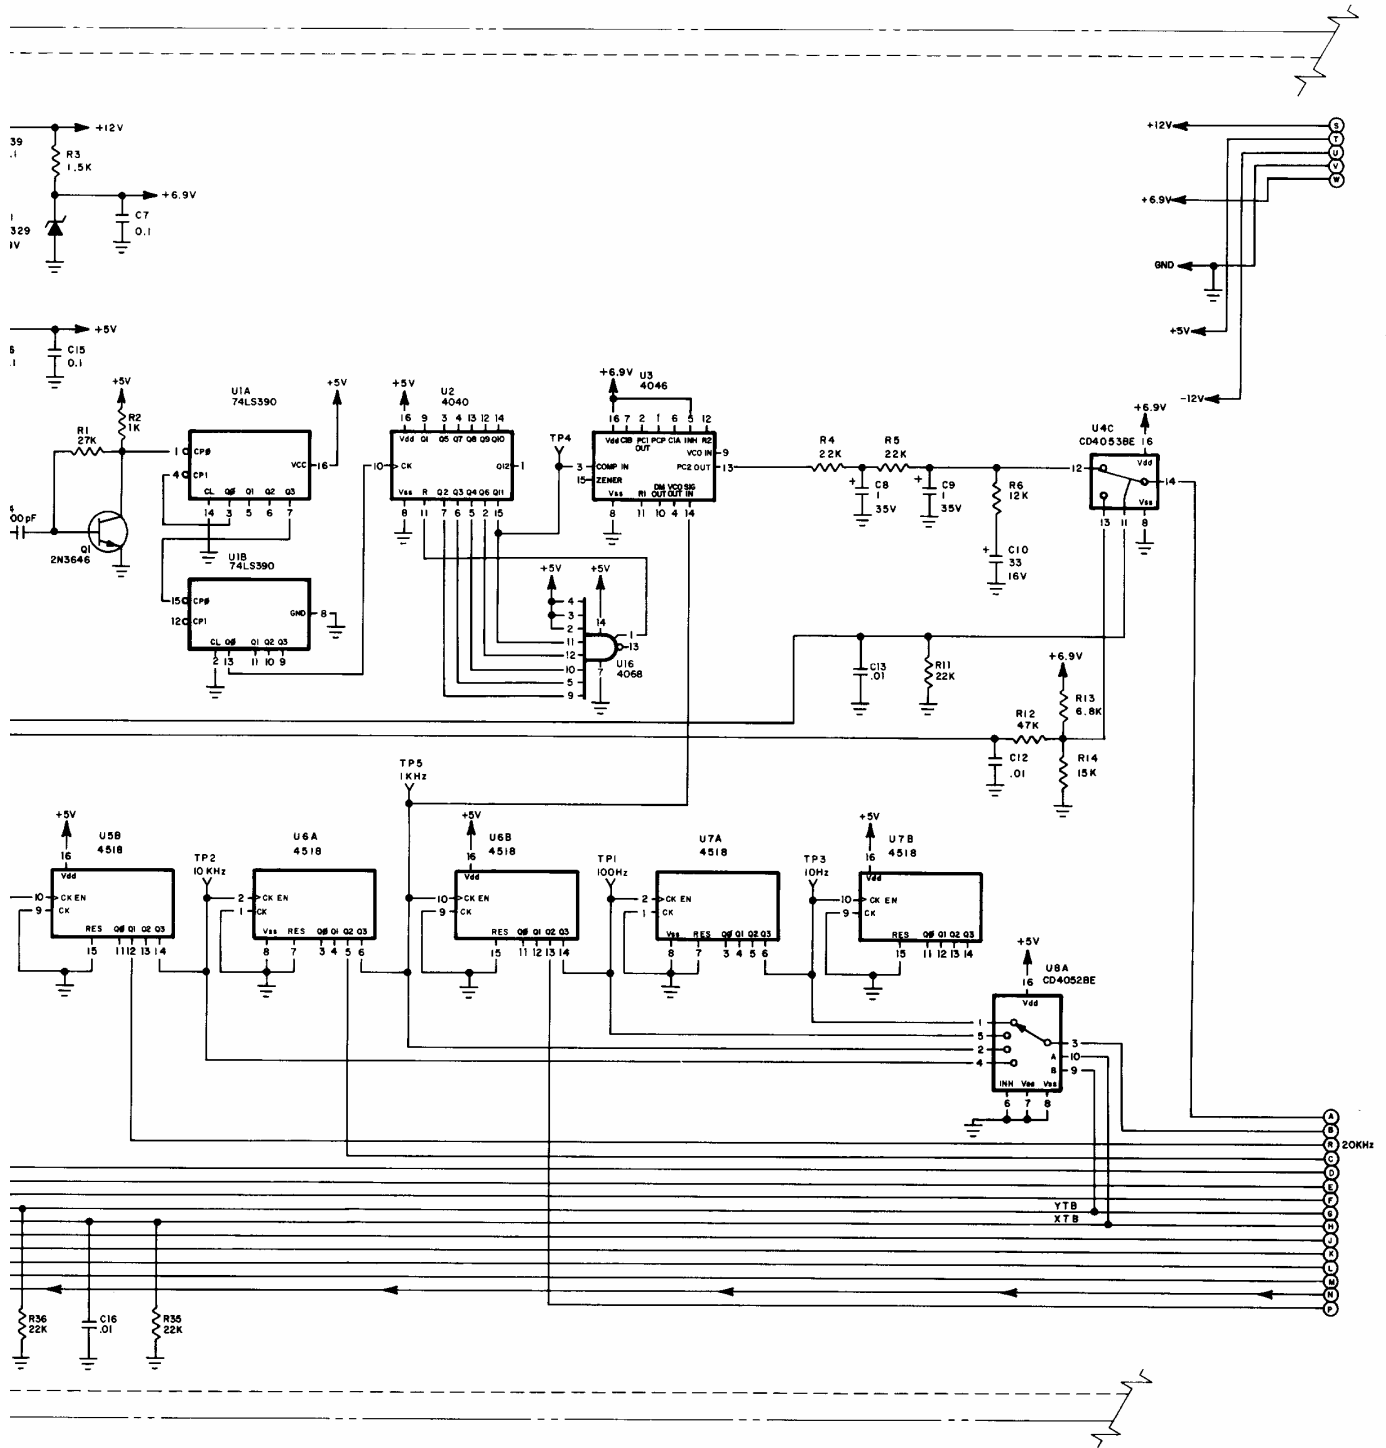 +12V
39
.1
R3
1.5K
+6.9V
C7
0.1
329
+12V
S
T
U
V
W
+6.9V
GND
+5V
-12V
+5V
C15
0.1
+5V
R2
1K
R1
27K
00pF
Q1
2N3646
U1A
74LS390
+5V
1 CPØ
4 CP1
VCC 16
CL QØ Q1 Q2 Q3
14 3 5 6 7
U1B
74LS390
15 CPØ
12 CP1
GND 8
CL QØ Q1 Q2 Q3
2 13 11 10 9
+5V
U2
4040
16 9 3 4 13 12 14
Vdd Q1 Q5 Q7 Q8 Q9 Q10
10 CK
Q12 1
Vss R Q2 Q3 Q4 Q6 Q11
8 11 7 6 5 2 15
TP4
+6.9V
U3
4046
16 7 2 1 6 5 12
Vdd CIB PC1 PCP CIA INH R2
OUT
VCO IN 9
3 COMP IN
PC2 OUT 13
15 ZENER
Vss R1 DM VCO SIG
OUT OUT IN
8 11 10 4 14
+5V
+5V
4
3
2
14
1
11
13
12
10
7
5
9
U16
4068
R4
22K
R5
22K
C8
1
35V
C9
1
35V
R6
12K
C10
33
16V
+6.9V
U4C
CD4053BE 16
Vdd
12
14
Vss
13 11 8
C13
.01
R11
22K
+6.9V
R13
6.8K
R12
47K
C12
.01
R14
15K
TP5
1KHz
+5V
U5B
4518
16
Vdd
10 CK EN
9 CK
RES QØ Q1 Q2 Q3
15 11 12 13 14
TP2
10KHz
U6A
4518
2 CK EN
1 CK
Vss RES QØ Q1 Q2 Q3
8 7 3 4 5 6
+5V
U6B
4518
16
Vdd
10 CK EN
9 CK
RES QØ Q1 Q2 Q3
15 11 12 13 14
TP1
100Hz
U7A
4518
2 CK EN
1 CK
Vss RES QØ Q1 Q2 Q3
8 7 3 4 5 6
TP3
10Hz
+5V
U7B
4518
16
Vdd
10 CK EN
9 CK
RES QØ Q1 Q2 Q3
15 11 12 13 14
+5V
U8A
CD4052BE
16
Vdd
1
5
2
4
3
A 10
B 9
INH Vss
6 7 8
A
B
R 20KHz
C
D
E
F
YTB G
XTB H
J
K
L
M
N
P
R36
22K
C16
.01
R35
22K